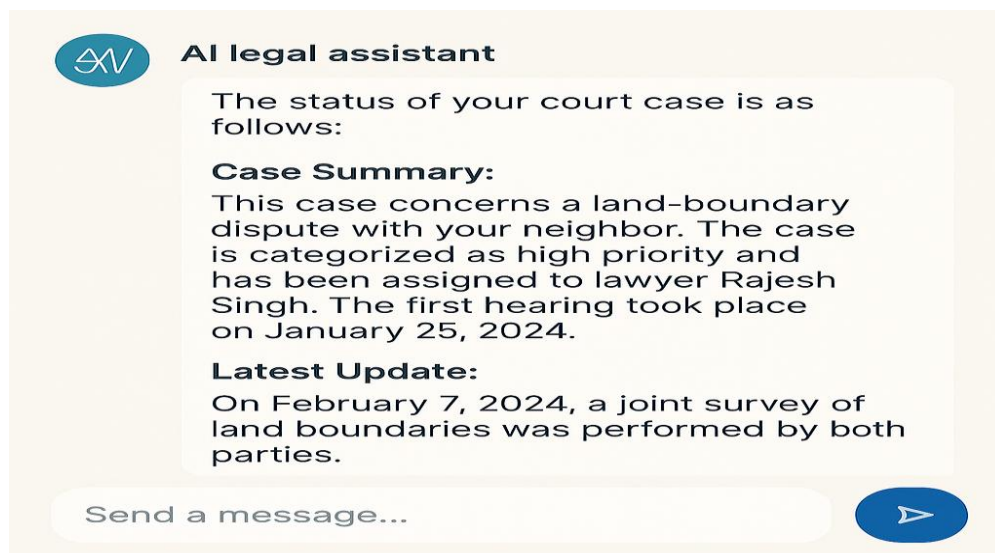 AI legal assistant
The status of your court case is as
follows:
Case Summary:
This case concerns a land-boundary
dispute with your neighbor. The case
is categorized as high priority and
has been assigned to lawyer Rajesh
Singh. The first hearing took place
on January 25, 2024.
Latest Update:
On February 7, 2024, a joint survey of
land boundaries was performed by both
parties.
Send a message...